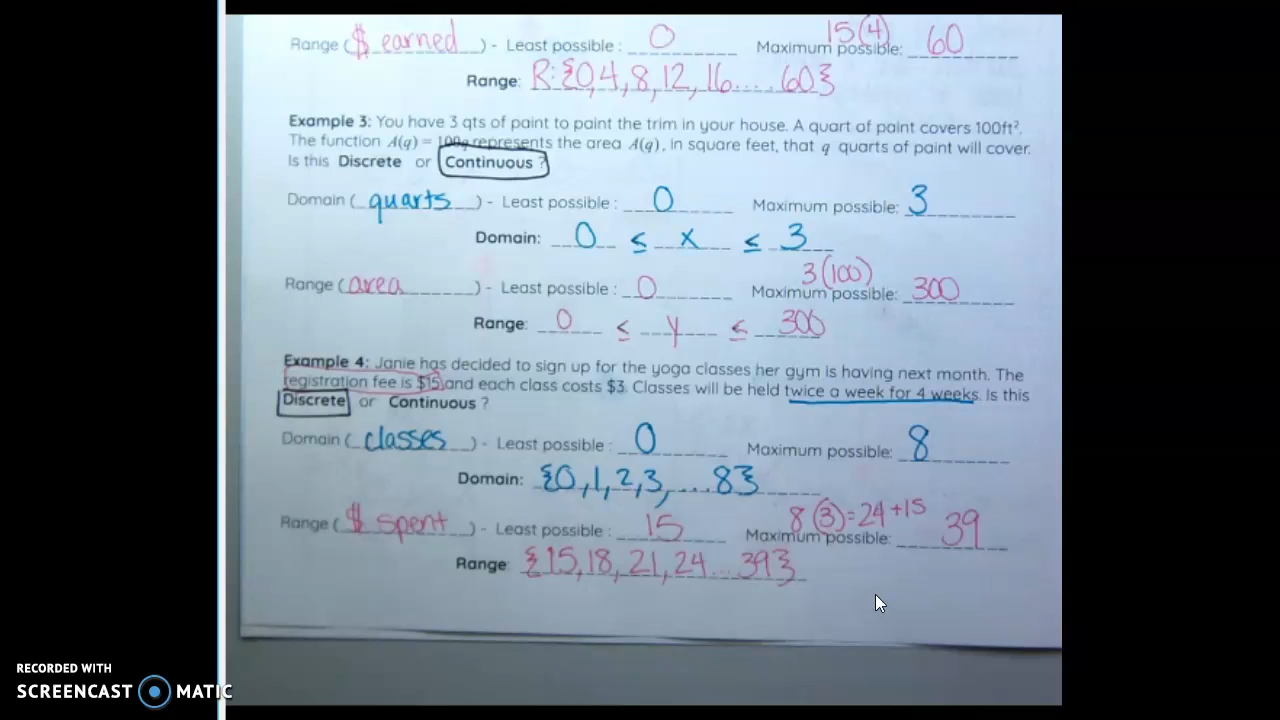 Range ($ earned) - Least possible : 0 Maximum possible: 15(4) 60
Range: R:{0,4,8,12,16....60}
Example 3: You have 3 qts of paint to paint the trim in your house. A quart of paint covers 100ft².
The function A(q) = 100q represents the area A(q), in square feet, that q quarts of paint will cover.
Is this Discrete or Continuous ?
Domain (quarts) - Least possible : 0 Maximum possible: 3
Domain: 0 ≤ x ≤ 3
Range (area) - Least possible : 0 Maximum possible: 3(100) 300
Range: 0 ≤ y ≤ 300
Example 4: Janie has decided to sign up for the yoga classes her gym is having next month. The
registration fee is $15 and each class costs $3. Classes will be held twice a week for 4 weeks. Is this
Discrete or Continuous ?
Domain (classes) - Least possible : 0 Maximum possible: 8
Domain: {0,1,2,3,...8}
Range ($ spent) - Least possible : 15 Maximum possible: 8(3)=24+15 39
Range: {15,18,21,24...39}
RECORDED WITH
SCREENCAST MATIC